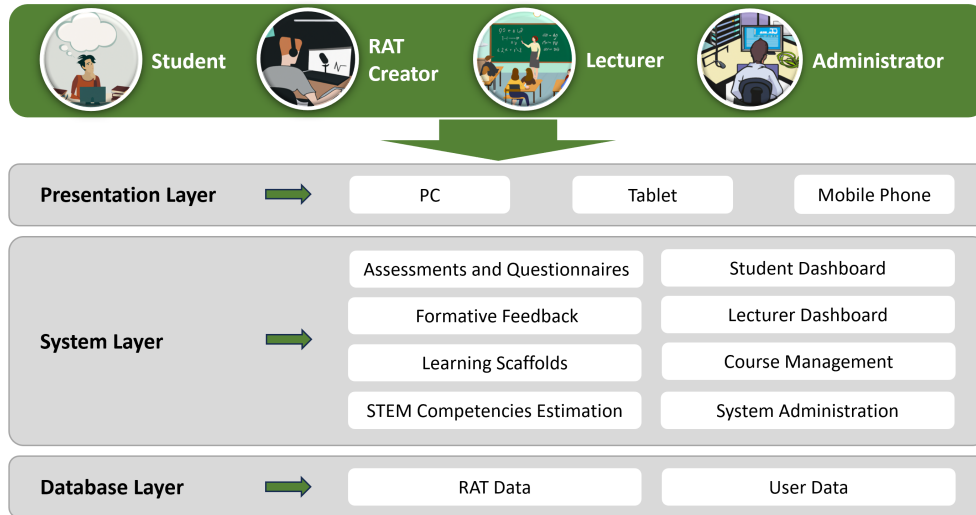 Student
RAT
Creator
Lecturer
Administrator
Presentation Layer
PC
Tablet
Mobile Phone
System Layer
Assessments and Questionnaires
Student Dashboard
Formative Feedback
Lecturer Dashboard
Learning Scaffolds
Course Management
STEM Competencies Estimation
System Administration
Database Layer
RAT Data
User Data